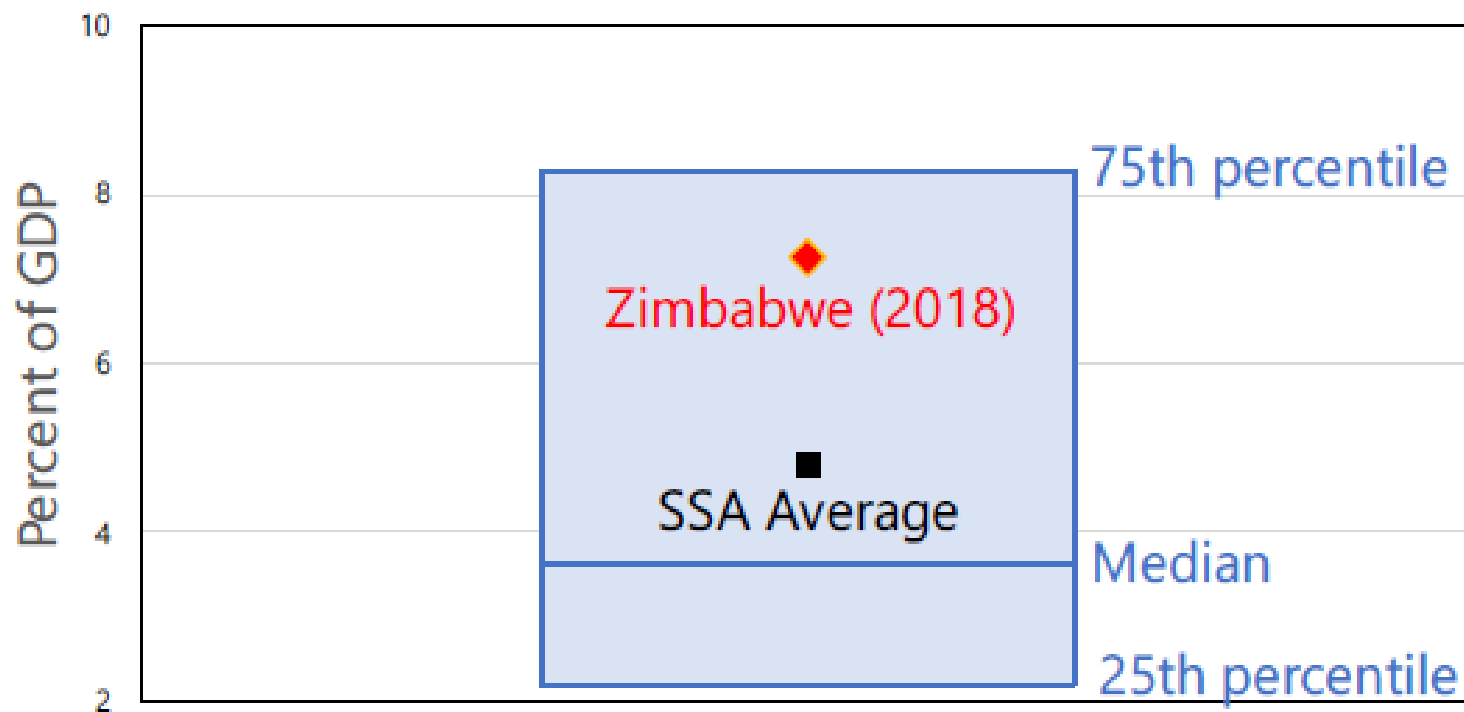 10
75th percentile
8
Zimbabwe (2018)
Percent of GDP
6
SSA Average
4
Median
25th percentile
2